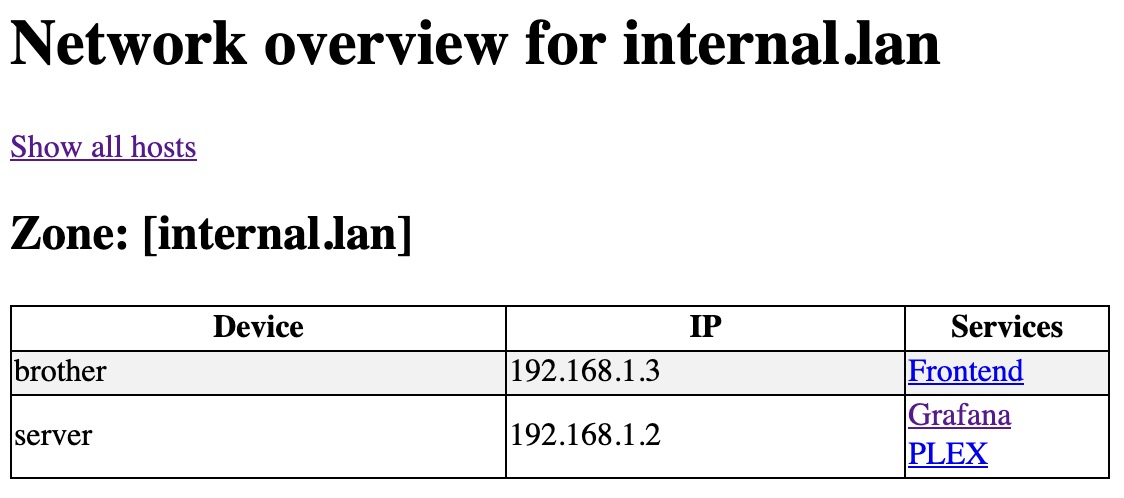 Network overview for internal.lan
Show all hosts
Zone: [internal.lan]
Device IP Services
brother 192.168.1.3 Frontend
server 192.168.1.2 Grafana
PLEX